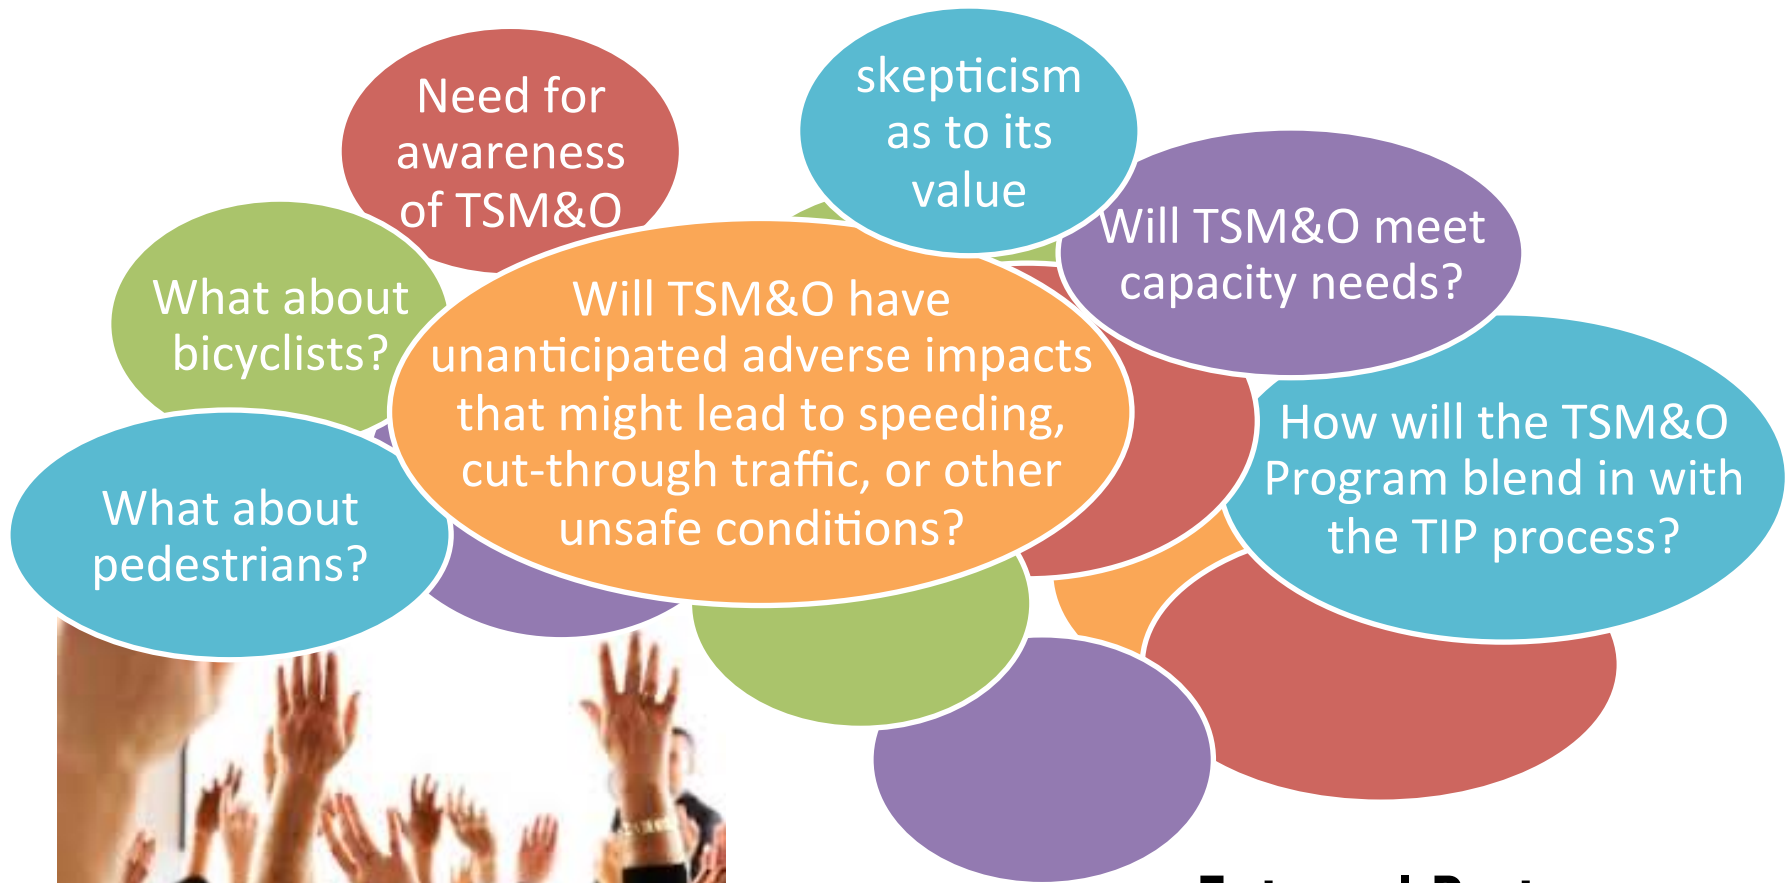 Need for
awareness
of TSM&O
skepticism
as to its
value
Will TSM&O meet
capacity needs?
What about
bicyclists?
Will TSM&O have
unanticipated adverse impacts
that might lead to speeding,
cut-through traffic, or other
unsafe conditions?
How will the TSM&O
Program blend in with
the TIP process?
What about
pedestrians?